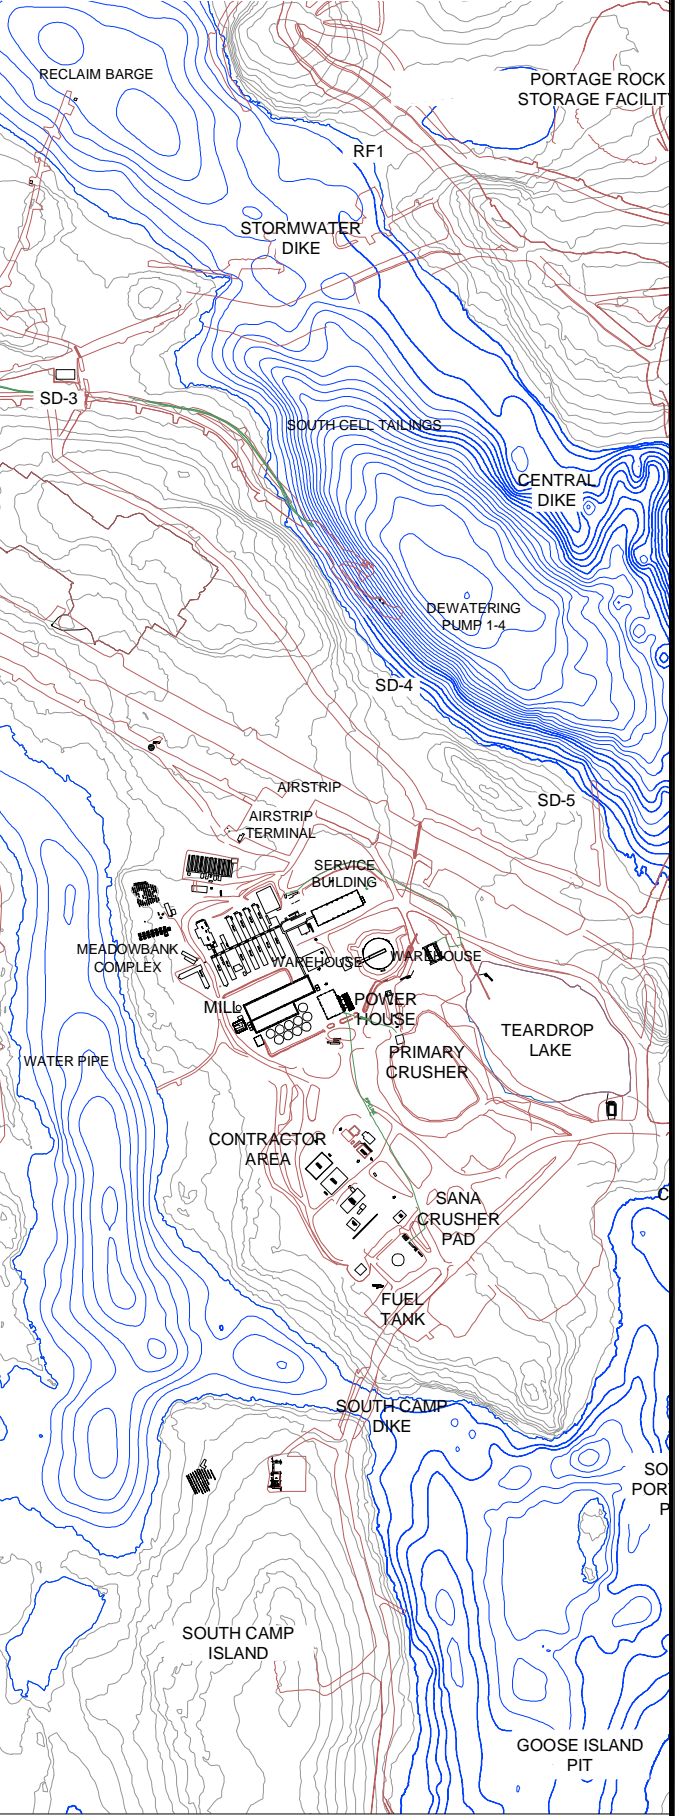 RECLAIM BARGE
PORTAGE ROCK
STORAGE FACILIT
RF1
STORMWATER
DIKE
SD-3
SOUTH CELL TAILINGS
CENTRAL
DIKE
DEWATERING
PUMP 1-4
SD-4
AIRSTRIP
SD-5
AIRSTRIP
TERMINAL
SERVICE
BUILDING
MEADOWBANK
COMPLEX
WAREHOUSE
WAREHOUSE
MILL
POWER
HOUSE
TEARDROP
LAKE
PRIMARY
CRUSHER
WATER PIPE
CONTRACTOR
AREA
SANA
CRUSHER
PAD
C
FUEL
TANK
SOUTH CAMP
DIKE
SO
POR
P
SOUTH CAMP
ISLAND
GOOSE ISLAND
PIT